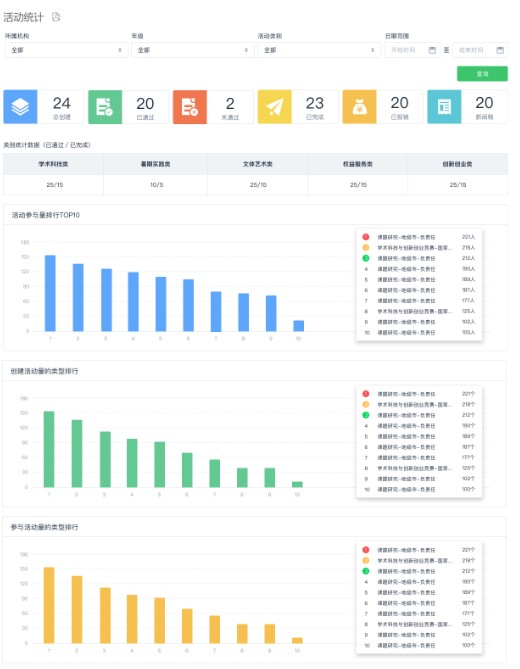 活动统计
所属机构 年级 活动类别 日期范围
全部 全部 全部 开始时间 至 结束时间
查询
24 20 2 23 20 20
总创建 已通过 未通过 已完成 已报销 新闻稿
类别统计数据（已通过 / 已完成）
学术科技类 暑期实践类 文体艺术类 权益服务类 创新创业类
25/15 10/5 25/15 25/15 25/15
活动参与量排行TOP10
180
150
120
90
60
30
0
1 2 3 4 5 6 7 8 9 10
1 课题研究-地级市-负责任 221人
2 学术科技与创新创业竞赛-国家... 218人
3 课题研究-地级市-负责任 212人
4 课题研究-地级市-负责任
5 课题研究-地级市-负责任
6 课题研究-地级市-负责任 187人
7 课题研究-地级市-负责任 177人
8 学术科技与创新创业竞赛-国家... 125人
9 课题研究-地级市-负责任 102人
10 课题研究-地级市-负责任 100人
创建活动量的类型排行
180
150
120
90
60
30
0
1 2 3 4 5 6 7 8 9 10
1 课题研究-地级市-负责任 221个
2 学术科技与创新创业竞赛-国家... 218个
3 课题研究-地级市-负责任 212个
4 课题研究-地级市-负责任
5 课题研究-地级市-负责任
6 课题研究-地级市-负责任 187个
7 课题研究-地级市-负责任 177个
8 学术科技与创新创业竞赛-国家... 125个
9 课题研究-地级市-负责任 102个
10 课题研究-地级市-负责任 100个
参与活动量的类型排行
180
150
120
90
60
30
0
1 2 3 4 5 6 7 8 9 10
1 课题研究-地级市-负责任 221个
2 学术科技与创新创业竞赛-国家... 218个
3 课题研究-地级市-负责任 212个
4 课题研究-地级市-负责任
5 课题研究-地级市-负责任
6 课题研究-地级市-负责任 187个
7 课题研究-地级市-负责任 177个
8 学术科技与创新创业竞赛-国家... 125个
9 课题研究-地级市-负责任 102个
10 课题研究-地级市-负责任 100个